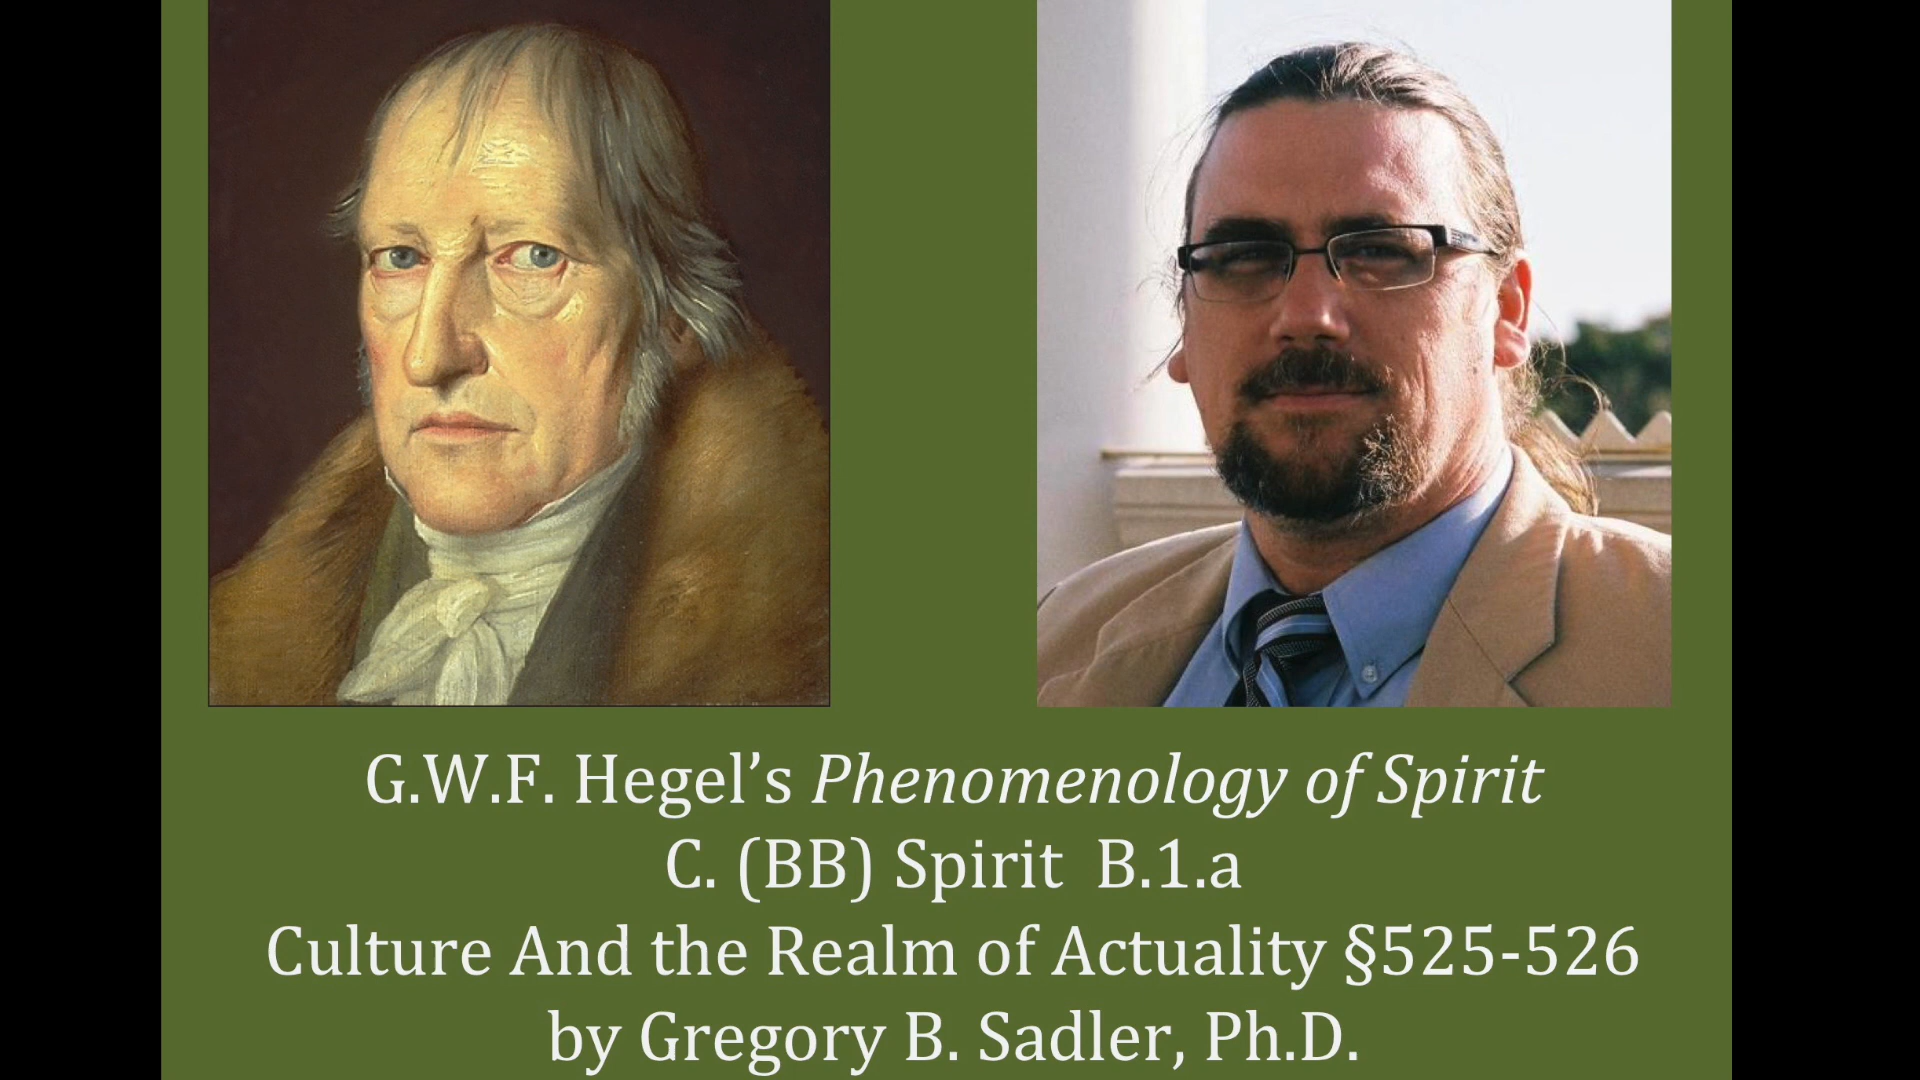 G.W.F. Hegel’s Phenomenology of Spirit
C. (BB) Spirit B.1.a
Culture And the Realm of Actuality §525-526
by Gregory B. Sadler, Ph.D.